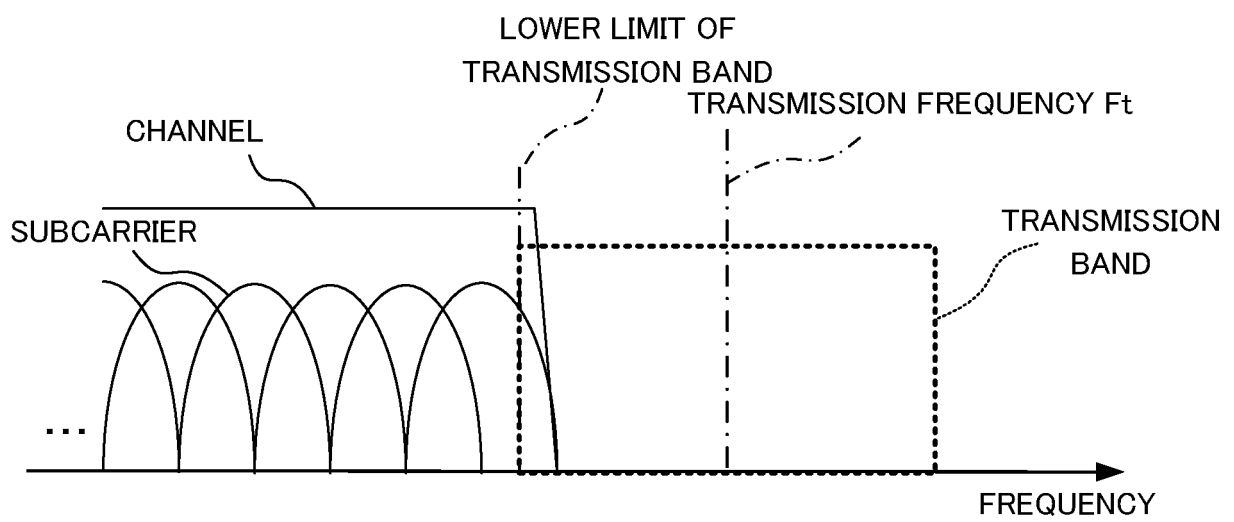 LOWER LIMIT OF
TRANSMISSION BAND
TRANSMISSION FREQUENCY Ft
CHANNEL
SUBCARRIER
TRANSMISSION
BAND
...
FREQUENCY